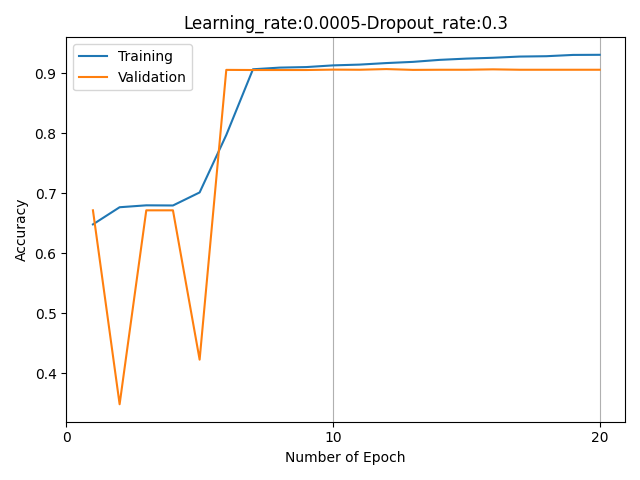 Learning_rate:0.0005-Dropout_rate:0.3
Training
Validation
0.9
0.8
0.7
0.6
0.5
0.4
Accuracy
0
10
20
Number of Epoch